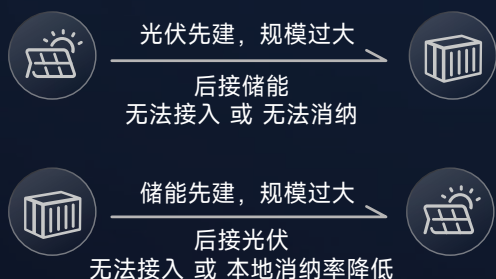 光伏先建，规模过大
后接储能
无法接入 或 无法消纳
储能先建，规模过大
后接光伏
无法接入 或 本地消纳率降低